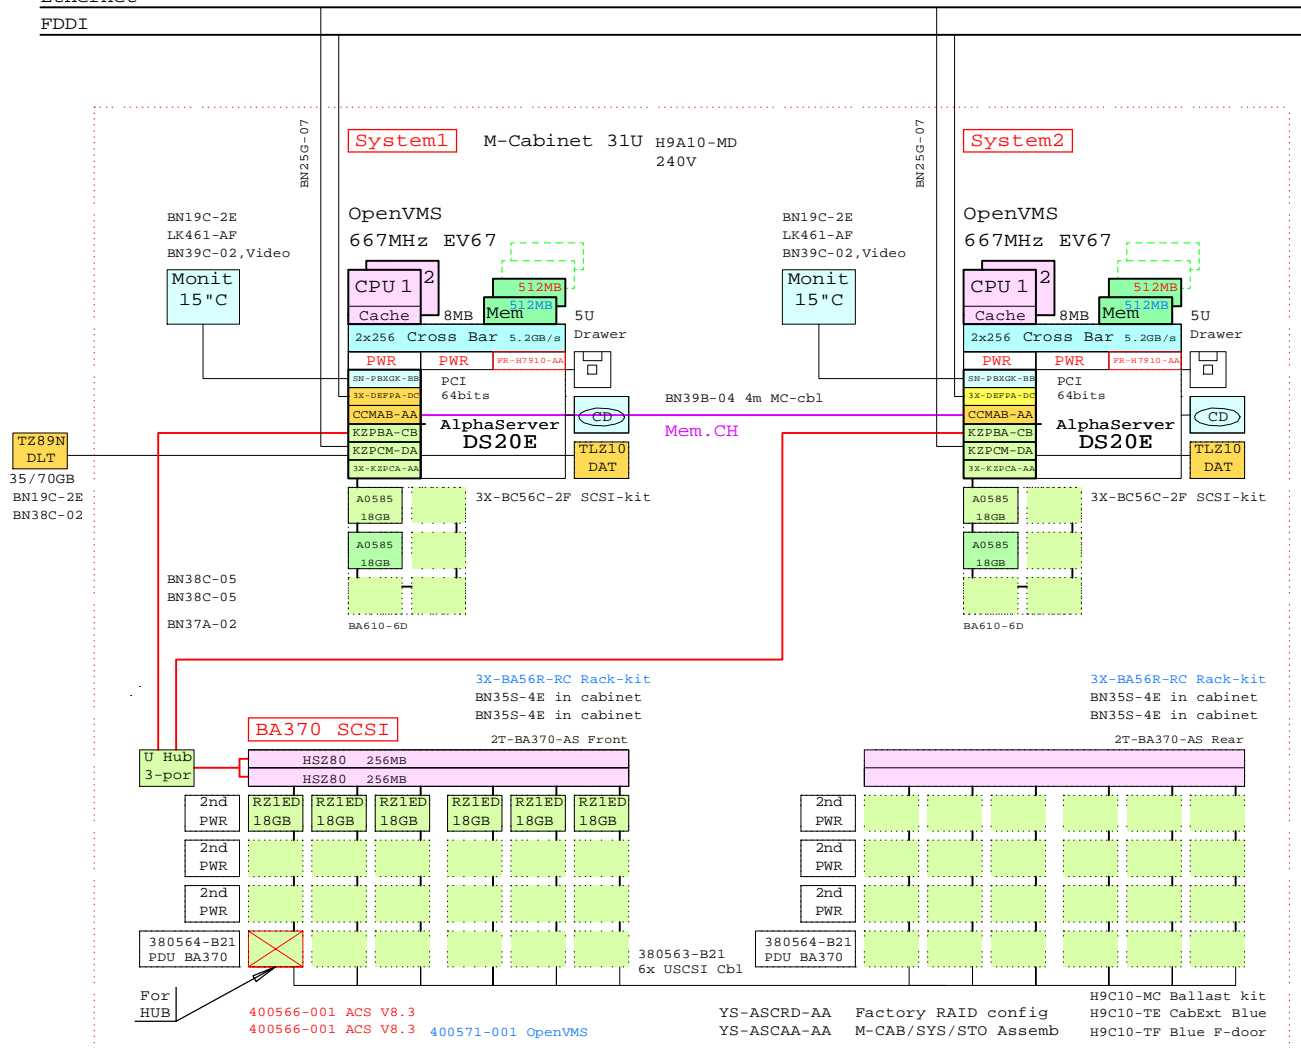 Ethernet
FDDI
BN25G-07
System1
M-Cabinet 31U H9A10-MD
240V
BN25G-07
System2
BN19C-2E
LK461-AF
BN39C-02,Video
Monit
15"C
OpenVMS
667MHz EV67
CPU 1
2
Cache
8MB
512MB
512MB
Mem
5U
Drawer
2x256 Cross Bar 5.2GB/s
PWR
PWR
FR-H7910-AA
SN-PBXGK-BB
3X-DEFPA-DC
CCMAB-AA
KZPBA-CB
KZPCM-DA
3X-KZPCA-AA
PCI
64bits
AlphaServer
DS20E
CD
TLZ10
DAT
BN39B-04 4m MC-cbl
Mem.CH
BN19C-2E
LK461-AF
BN39C-02,Video
Monit
15"C
OpenVMS
667MHz EV67
CPU 1
2
Cache
8MB
512MB
512MB
Mem
5U
Drawer
2x256 Cross Bar 5.2GB/s
PWR
PWR
FR-H7910-AA
SN-PBXGK-BB
3X-DEFPA-DC
CCMAB-AA
KZPBA-CB
KZPCM-DA
3X-KZPCA-AA
PCI
64bits
AlphaServer
DS20E
CD
TLZ10
DAT
TZ89N
DLT
35/70GB
BN19C-2E
BN38C-02
A0585
18GB
A0585
18GB
3X-BC56C-2F SCSI-kit
BA610-6D
A0585
18GB
A0585
18GB
3X-BC56C-2F SCSI-kit
BA610-6D
BN38C-05
BN38C-05
BN37A-02
3X-BA56R-RC Rack-kit
BN35S-4E in cabinet
BN35S-4E in cabinet
3X-BA56R-RC Rack-kit
BN35S-4E in cabinet
BN35S-4E in cabinet
BA370 SCSI
2T-BA370-AS Front
2T-BA370-AS Rear
U Hub
3-por
HSZ80 256MB
HSZ80 256MB
2nd
PWR
RZ1ED
18GB
RZ1ED
18GB
RZ1ED
18GB
RZ1ED
18GB
RZ1ED
18GB
RZ1ED
18GB
2nd
PWR
2nd
PWR
2nd
PWR
2nd
PWR
2nd
PWR
380564-B21
PDU BA370
380563-B21
6x USCSI Cbl
380564-B21
PDU BA370
For
HUB
400566-001 ACS V8.3
400566-001 ACS V8.3
400571-001 OpenVMS
YS-ASCRD-AA Factory RAID config
YS-ASCAA-AA M-CAB/SYS/STO Assemb
H9C10-MC Ballast kit
H9C10-TE CabExt Blue
H9C10-TF Blue F-door